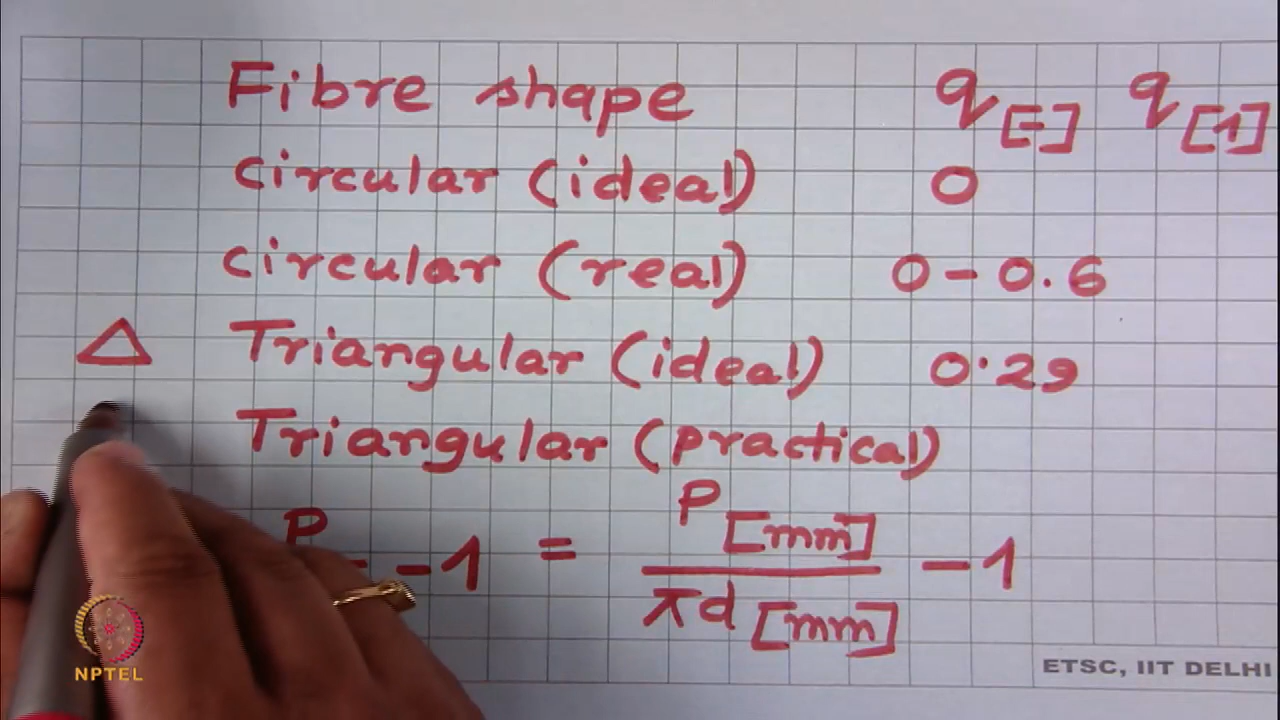 Fibre shape q[-] q[1]
circular (ideal) 0
circular (real) 0-0.6
Δ Triangular (ideal) 0.29
Triangular (practical)
P - 1 = P[mm] / πd[mm] - 1
ETSC, IIT DELHI
NPTEL